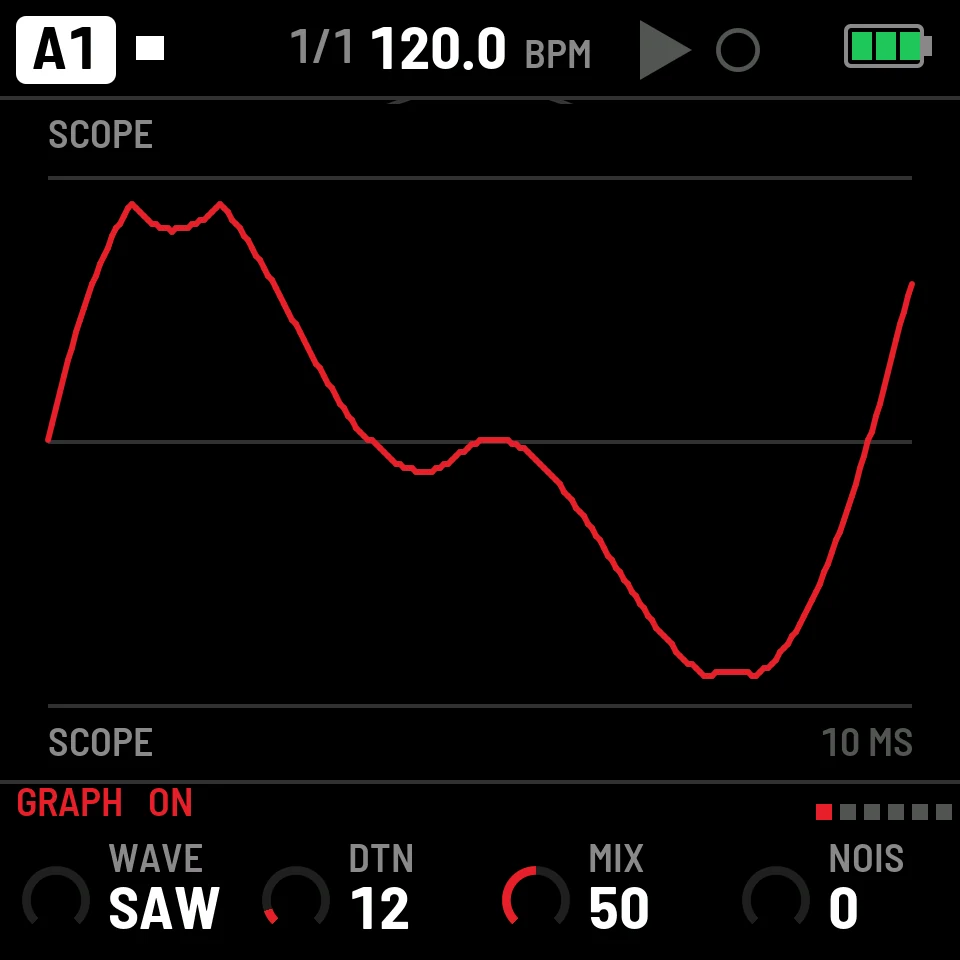 A1 1/1 120.0 BPM
SCOPE
SCOPE 10 MS
GRAPH ON
WAVE DTN MIX NOIS
SAW 12 50 0